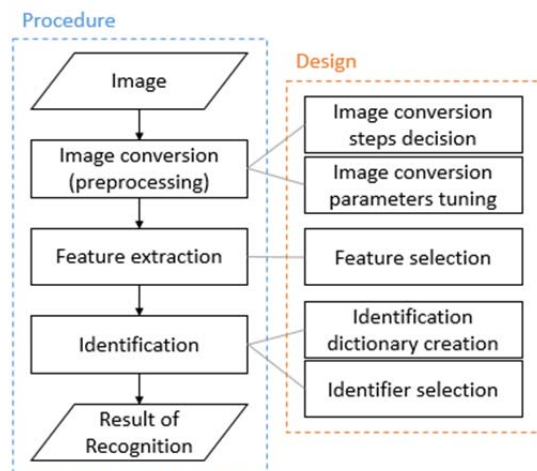 Procedure
Image
Image conversion
(preprocessing)
Feature extraction
Identification
Result of
Recognition
Design
Image conversion
steps decision
Image conversion
parameters tuning
Feature selection
Identification
dictionary creation
Identifier selection